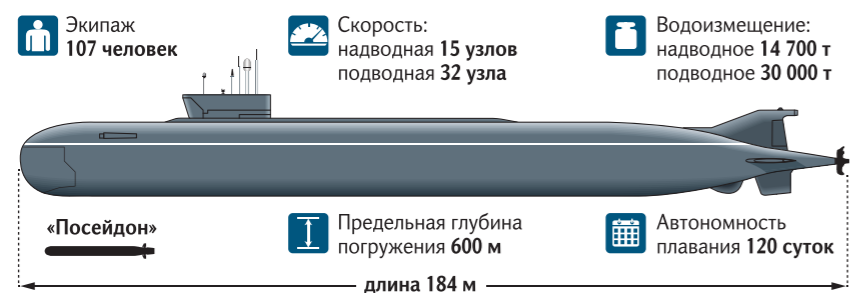 Экипаж
107 человек
Скорость:
надводная 15 узлов
подводная 32 узла
Водоизмещение:
надводное 14 700 т
подводное 30 000 т
«Посейдон»
Предельная глубина
погружения 600 м
Автономность
плавания 120 суток
длина 184 м